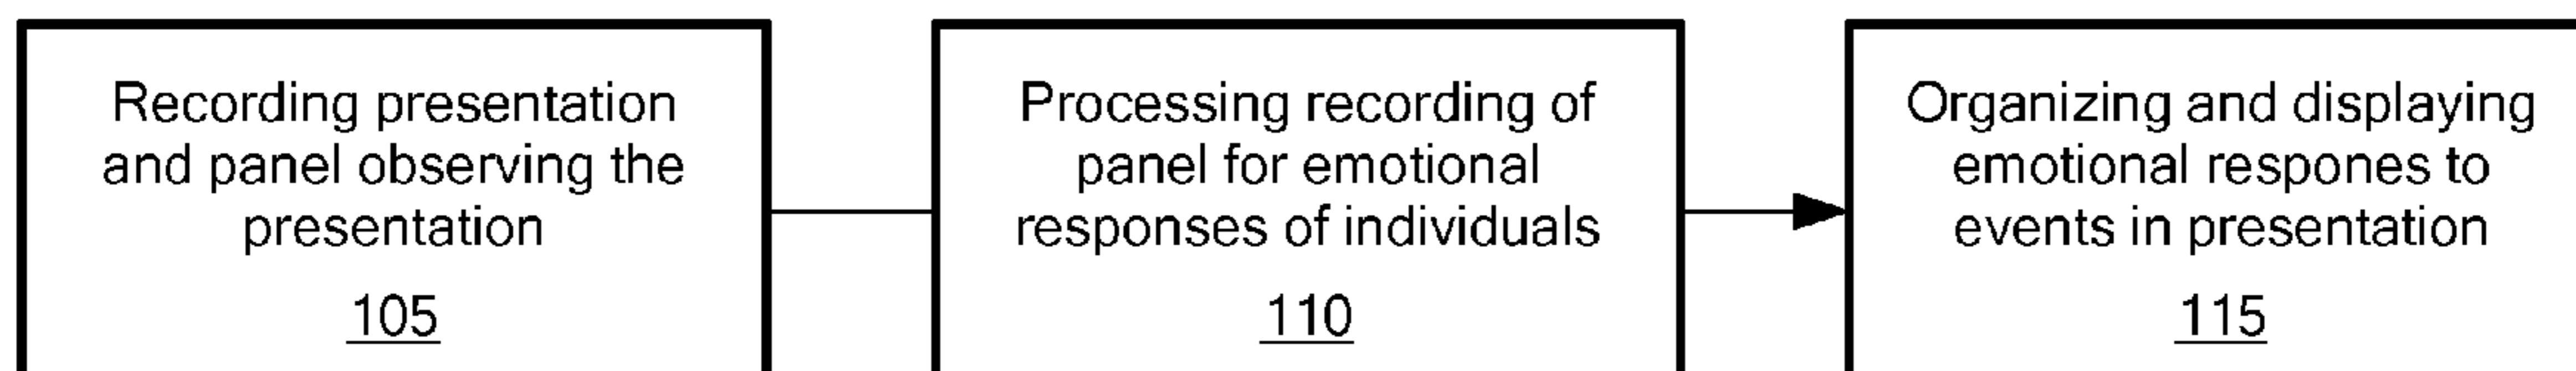 Recording presentation
and panel observing the
presentation
105
Processing recording of
panel for emotional
responses of individuals
110
Organizing and displaying
emotional respones to
events in presentation
115